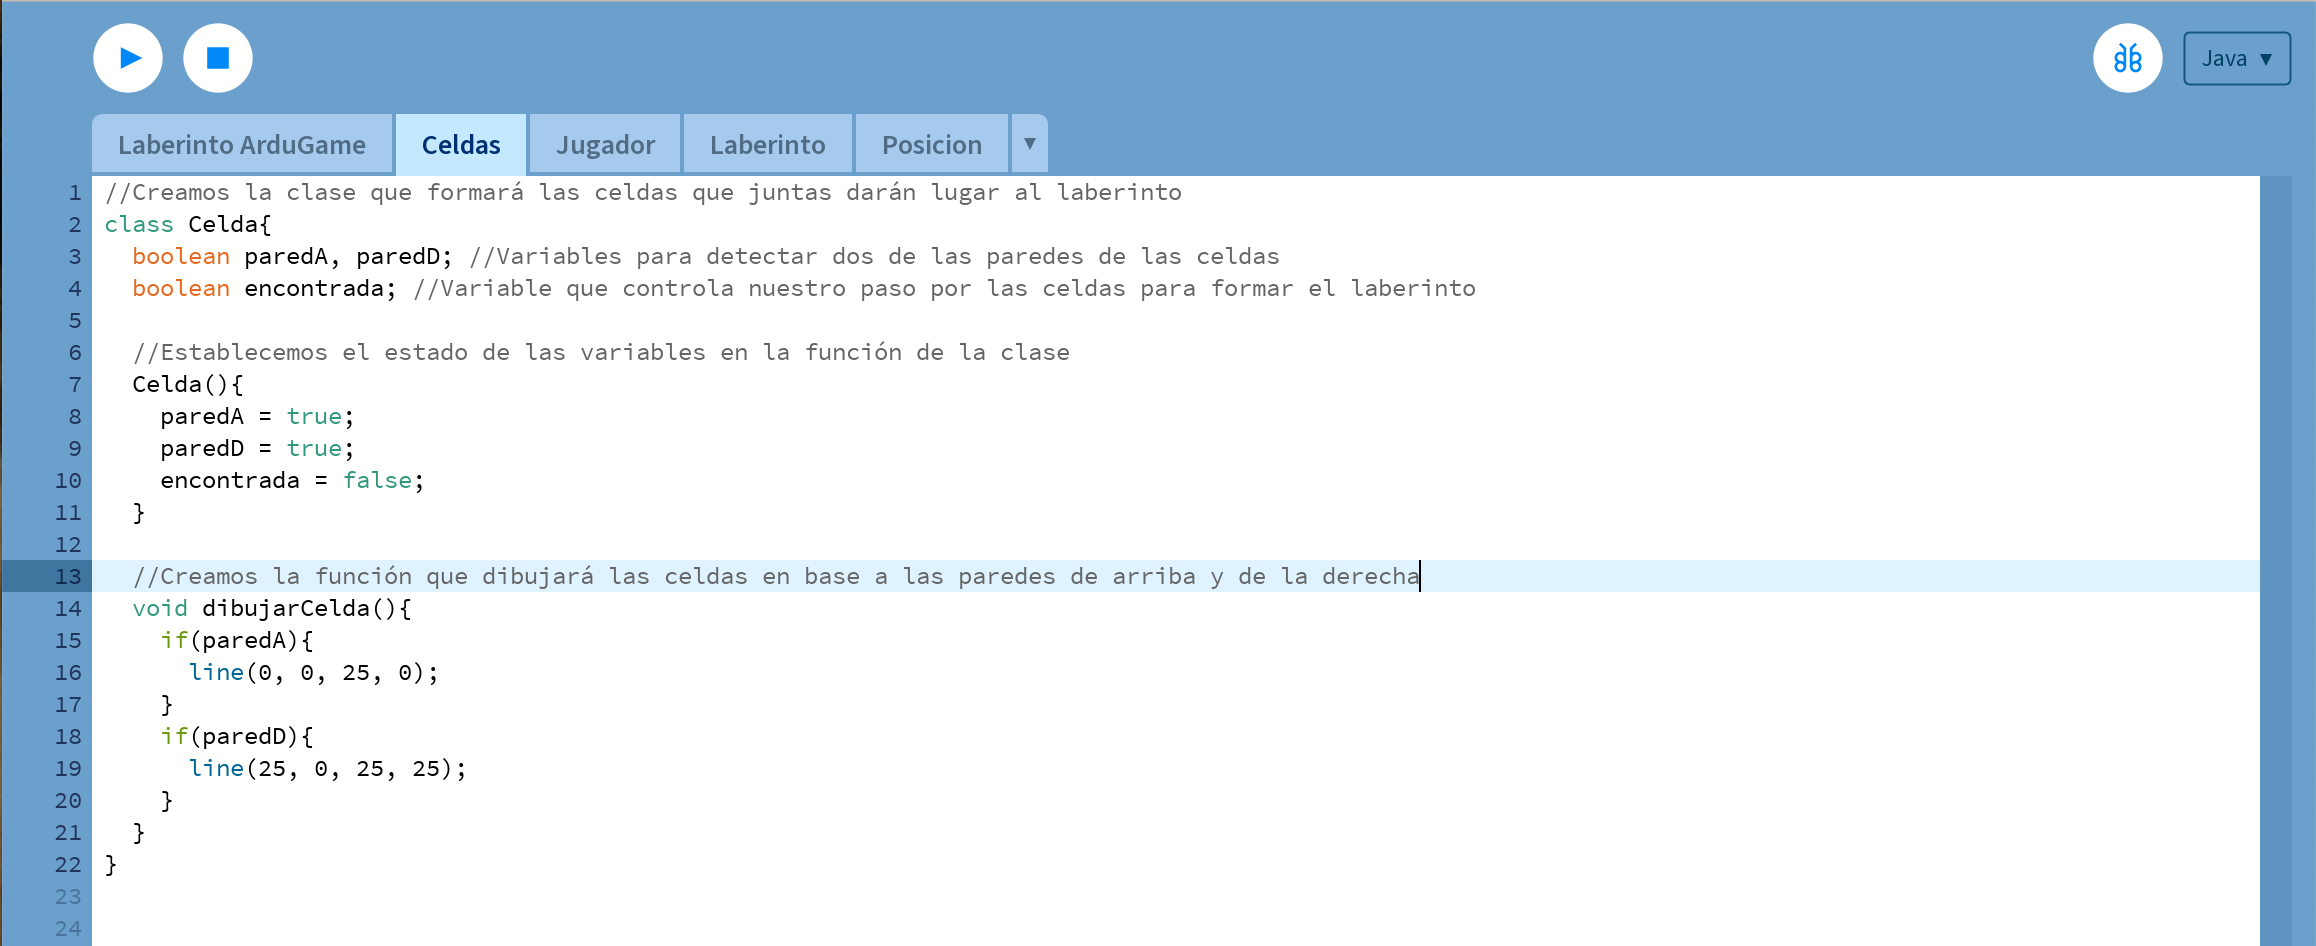 Java ▼
Laberinto ArduGame Celdas Jugador Laberinto Posicion ▼
1 //Creamos la clase que formará las celdas que juntas darán lugar al laberinto
2 class Celda{
3   boolean paredA, paredD; //Variables para detectar dos de las paredes de las celdas
4   boolean encontrada; //Variable que controla nuestro paso por las celdas para formar el laberinto
5
6   //Establecemos el estado de las variables en la función de la clase
7   Celda(){
8     paredA = true;
9     paredD = true;
10     encontrada = false;
11   }
12
13   //Creamos la función que dibujará las celdas en base a las paredes de arriba y de la derecha
14   void dibujarCelda(){
15     if(paredA){
16       line(0, 0, 25, 0);
17     }
18     if(paredD){
19       line(25, 0, 25, 25);
20     }
21   }
22 }
23
24